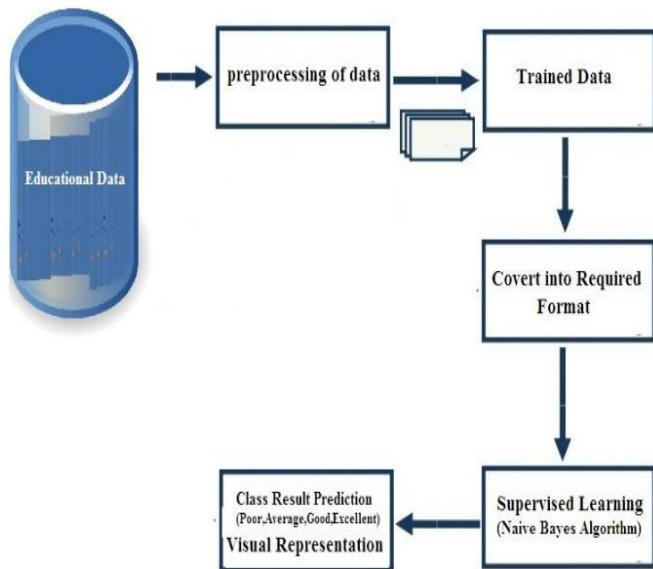 Educational Data
preprocessing of data
Trained Data
Covert into Required
Format
Supervised Learning
(Naive Bayes Algorithm)
Class Result Prediction
(Poor,Average,Good,Excellent)
Visual Representation